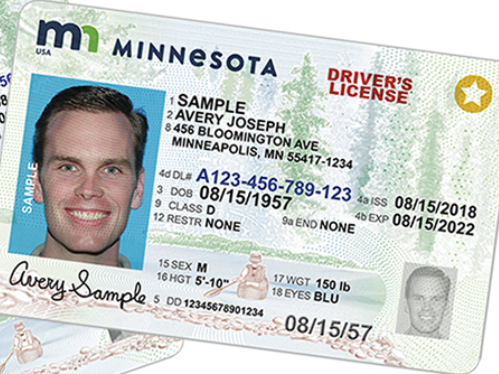 mn MINNESOTA
USA
DRIVER'S
LICENSE
1 SAMPLE
2 AVERY JOSEPH
8 456 BLOOMINGTON AVE
MINNEAPOLIS, MN 55417-1234
4d DL# A123-456-789-123 4a ISS 08/15/2018
3 DOB 08/15/1957 4b EXP 08/15/2022
9 CLASS D 9a END NONE
12 RESTR NONE
15 SEX M 17 WGT 150 lb
16 HGT 5'-10" 18 EYES BLU
5 DD 12345678901234
08/15/57
SAMPLE
Avery Sample